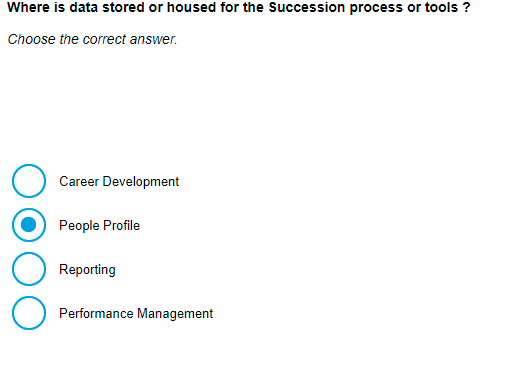 Where is data stored or housed for the Succession process or tools ?
Choose the correct answer.
Career Development
People Profile
Reporting
Performance Management